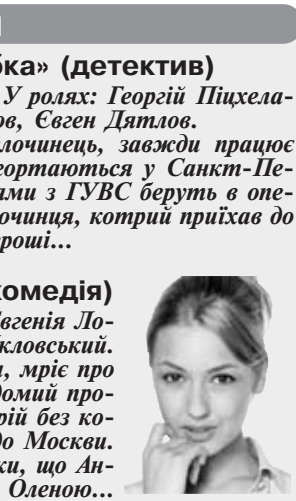 бка» (детектив)
У ролях: Георгій Піцхела-
ов, Євген Дятлов.
лочинець, завжди працює
гортаються у Санкт-Пе-
ями з ГУВС беруть в опе-
очинця, котрий приїхав до
роші...
комедія)
вгенія Ло-
кловський.
, мріє про
домий про-
рій без ко-
до Москви.
ки, що Ан-
Оленою...